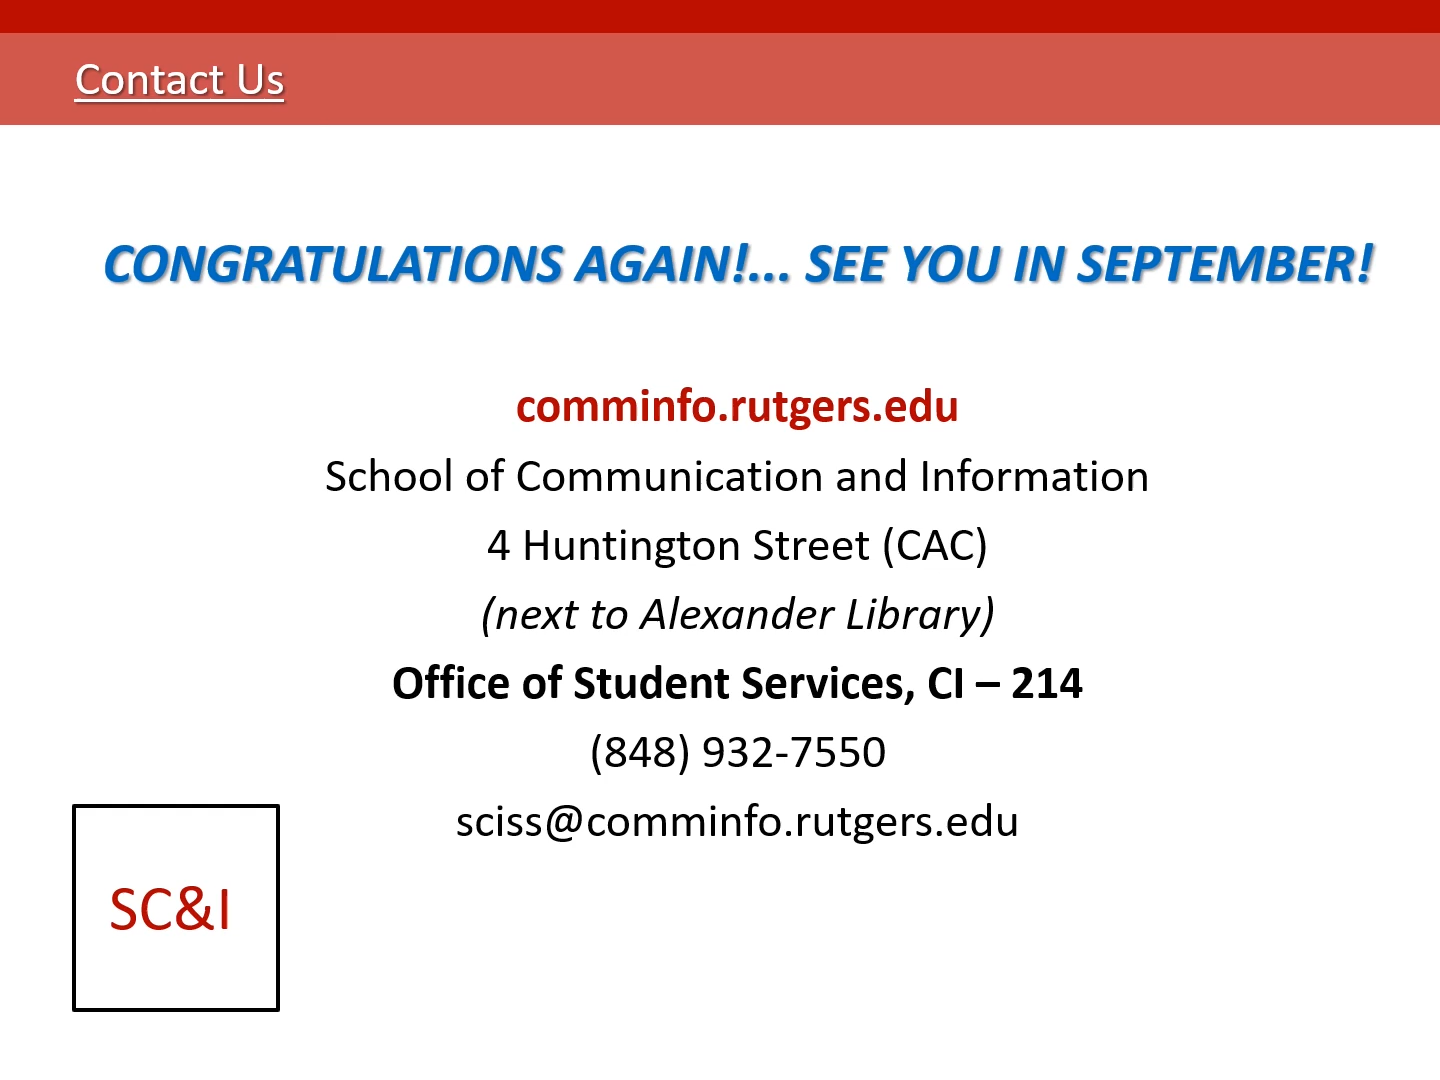 Contact Us
CONGRATULATIONS AGAIN!... SEE YOU IN SEPTEMBER!
comminfo.rutgers.edu
School of Communication and Information
4 Huntington Street (CAC)
(next to Alexander Library)
Office of Student Services, CI – 214
(848) 932-7550
sciss@comminfo.rutgers.edu
SC&I